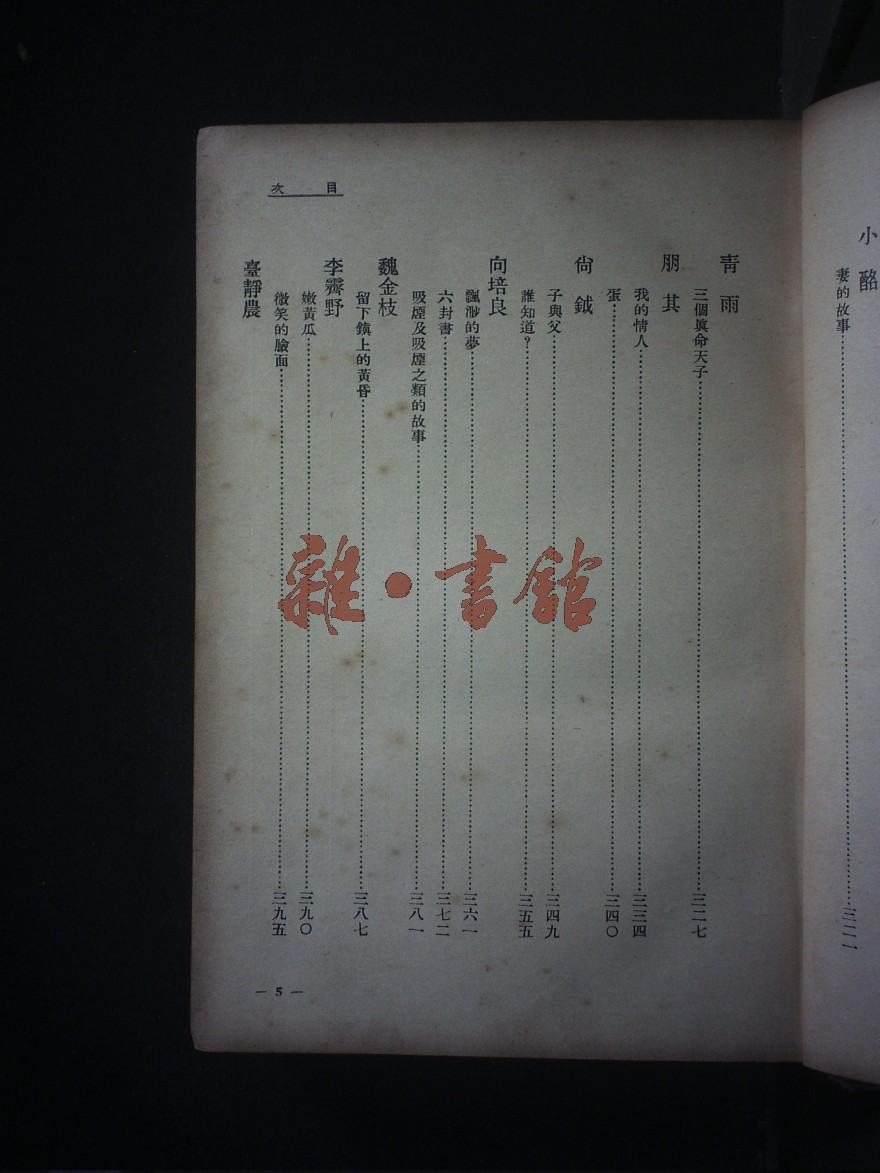 小酪
妻的故事⋯⋯三二一
目次
青雨
三個眞命天子⋯⋯三二七
朋其
我的情人⋯⋯三三四
蛋⋯⋯三四〇
尙鉞
子與父⋯⋯三四九
誰知道？⋯⋯三五五
向培良
飄渺的夢⋯⋯三六一
六封書⋯⋯三七二
吸煙及吸煙之類的故事⋯⋯三八一
魏金枝
留下鎮上的黃昏⋯⋯三八七
李霽野
嫩黃瓜⋯⋯三九〇
微笑的臉面⋯⋯三九五
臺靜農
— 5 —
雜·書館